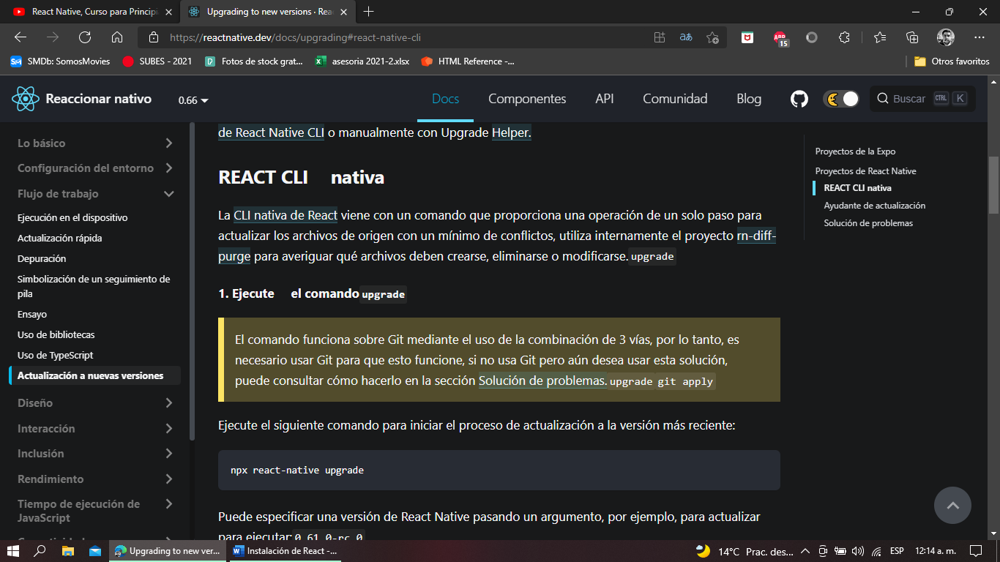 React Native, Curso para Principi
Upgrading to new versions · Rea
https://reactnative.dev/docs/upgrading#react-native-cli
15
SMDb: SomosMovies
SUBES - 2021
Fotos de stock grat...
asesoria 2021-2.xlsx
HTML Reference -...
Otros favoritos
Reaccionar nativo
0.66
Docs
Componentes
API
Comunidad
Blog
Buscar
CTRL
K
Lo básico
Configuración del entorno
Flujo de trabajo
Ejecución en el dispositivo
Actualización rápida
Depuración
Simbolización de un seguimiento de
pila
Ensayo
Uso de bibliotecas
Uso de TypeScript
Actualización a nuevas versiones
Diseño
Interacción
Inclusión
Rendimiento
Tiempo de ejecución de
JavaScript
de React Native CLI o manualmente con Upgrade Helper.
REACT CLI nativa
La CLI nativa de React viene con un comando que proporciona una operación de un solo paso para
actualizar los archivos de origen con un mínimo de conflictos, utiliza internamente el proyecto rn-diff-
purge para averiguar qué archivos deben crearse, eliminarse o modificarse. upgrade
1. Ejecute el comando upgrade
El comando funciona sobre Git mediante el uso de la combinación de 3 vías, por lo tanto, es
necesario usar Git para que esto funcione, si no usa Git pero aún desea usar esta solución,
puede consultar cómo hacerlo en la sección Solución de problemas. upgrade git apply
Ejecute el siguiente comando para iniciar el proceso de actualización a la versión más reciente:
npx react-native upgrade
Puede especificar una versión de React Native pasando un argumento, por ejemplo, para actualizar
para ejecutar 0.61.0-rc.0
Proyectos de la Expo
Proyectos de React Native
REACT CLI nativa
Ayudante de actualización
Solución de problemas
Upgrading to new ver...
Instalación de React -...
14°C Prac. des...
ESP
12:14 a. m.